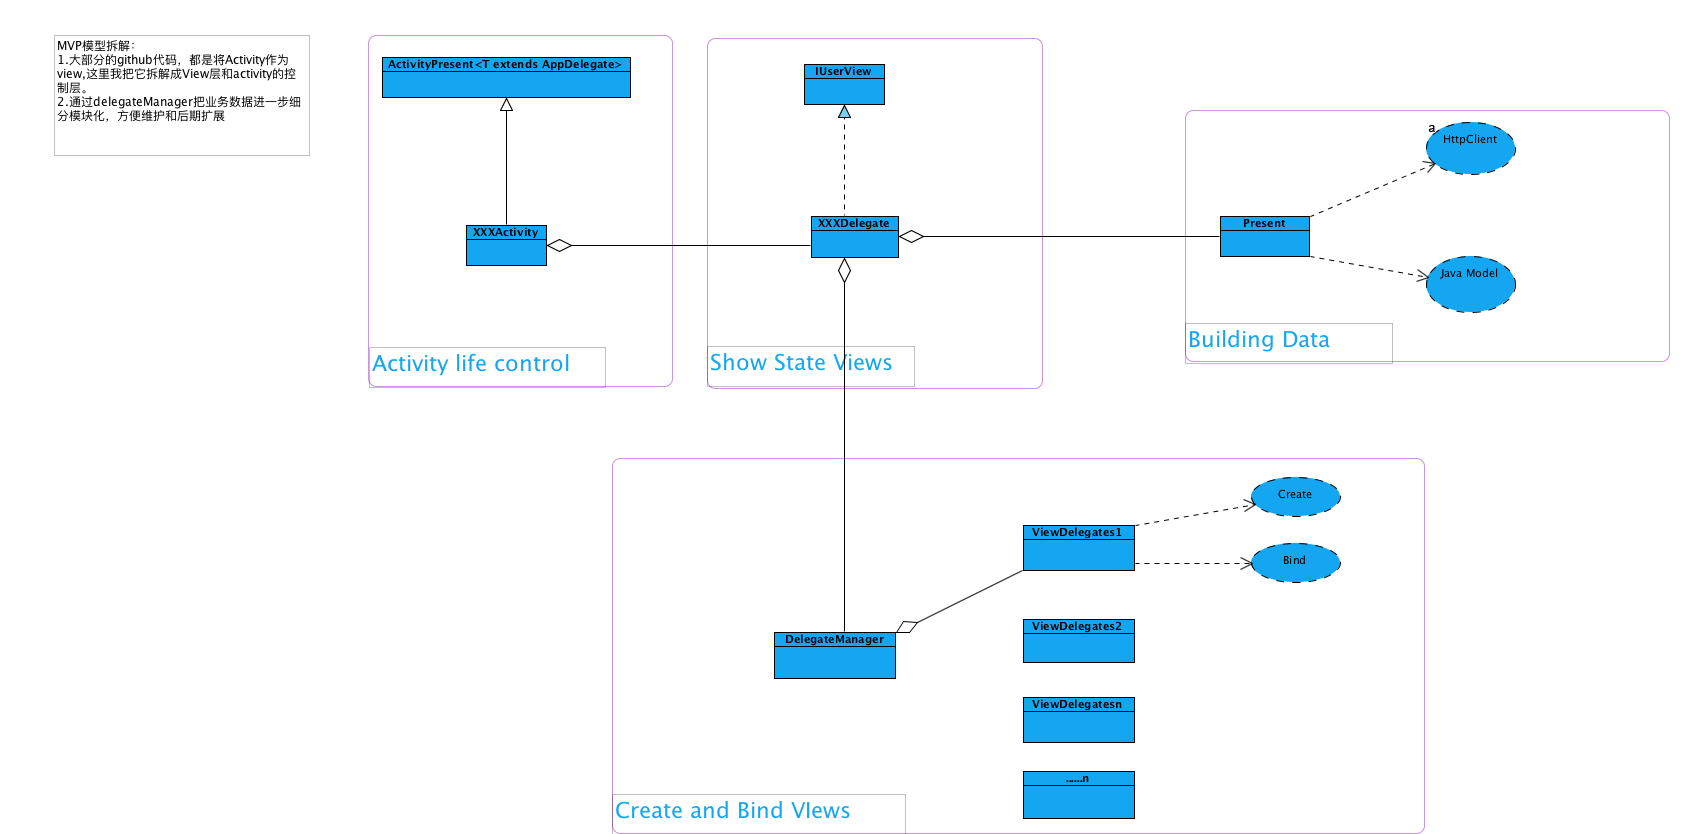 MVP模型拆解：
1.大部分的github代码，都是将Activity作为
view,这里我把它拆解成View层和activity的控
制层。
2.通过delegateManager把业务数据进一步细
分模块化，方便维护和后期扩展
ActivityPresent<T extends AppDelegate>
XXXActivity
Activity life control
IUserView
XXXDelegate
Show State Views
a
HttpClient
Present
Java Model
Building Data
Create
ViewDelegates1
Bind
ViewDelegates2
DelegateManager
ViewDelegatesn
......n
Create and Bind VIews